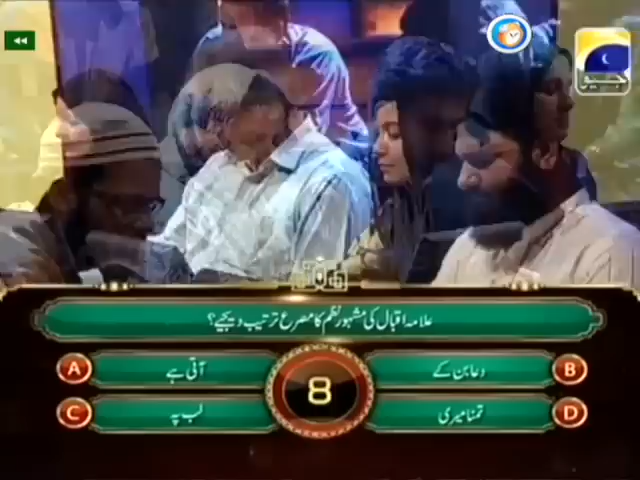 جیو
علامہ اقبال کی مشہور نظم کا مصرع ترتیب دیجیے؟
A آتی ہے
دعا بن کے B
8
C لب پہ
تمنا میری D